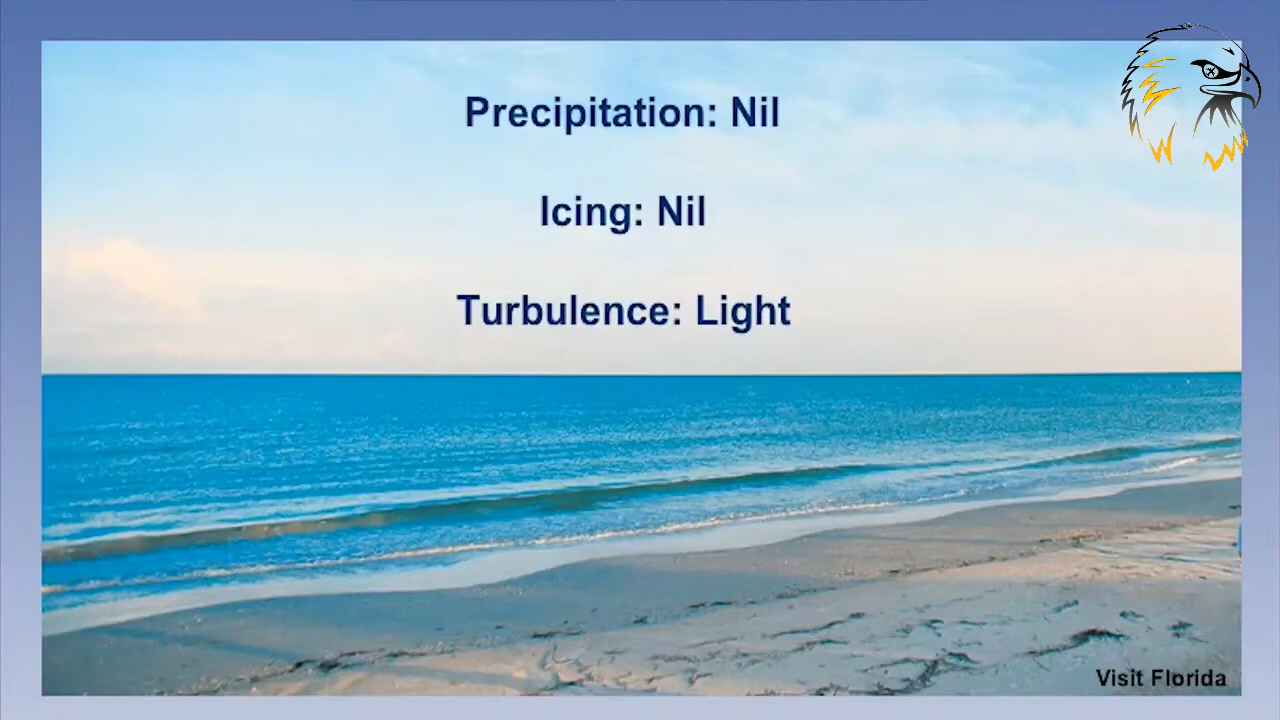 Precipitation: Nil
Icing: Nil
Turbulence: Light
Visit Florida